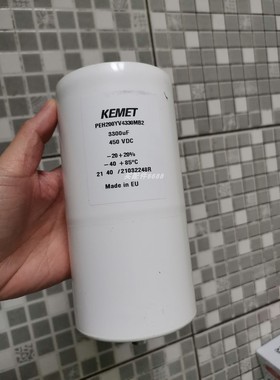 KEMET
PEH200YV4330MB2
3300uF
450 VDC
-20 +20%
-40 +85°C
21 40 /21032248R
Made in EU